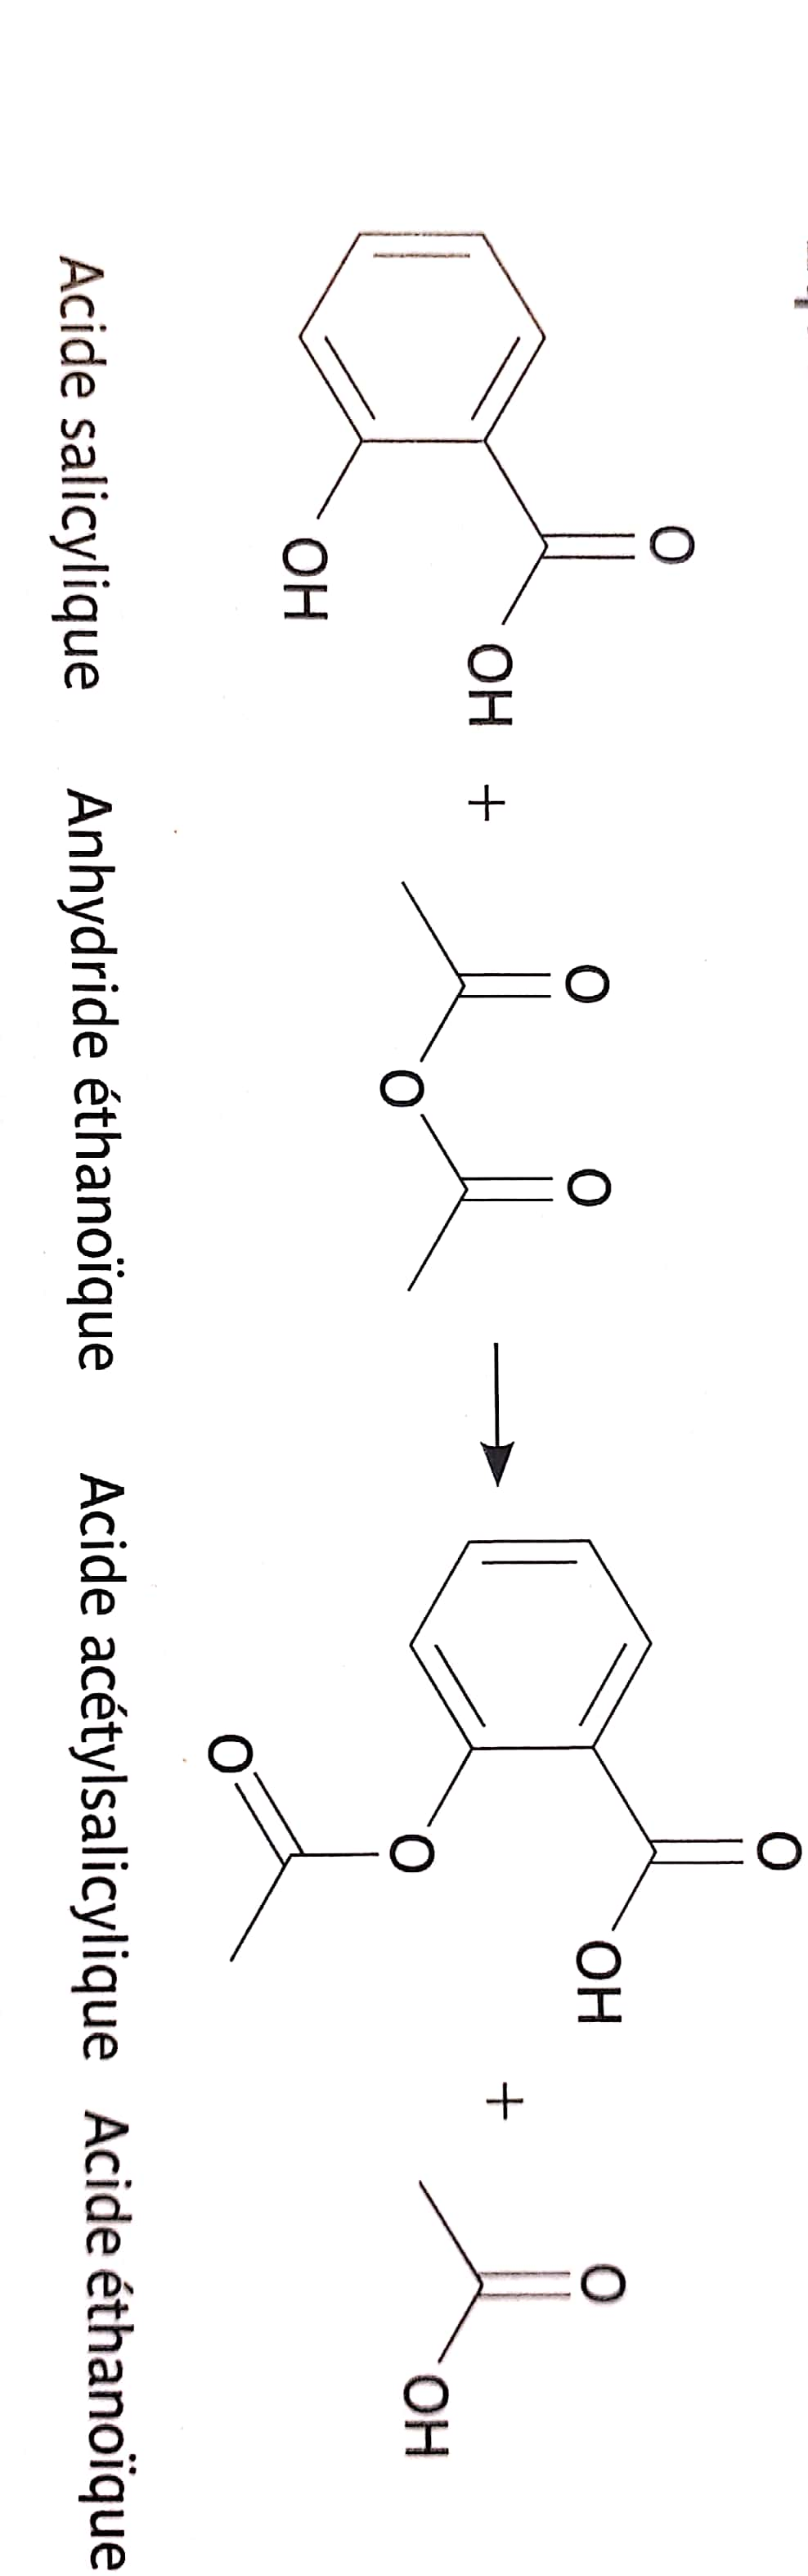 O O O O O
OH + O → OH + OH
OH O
O
Acide salicylique Anhydride éthanoïque Acide acétylsalicylique Acide éthanoïque